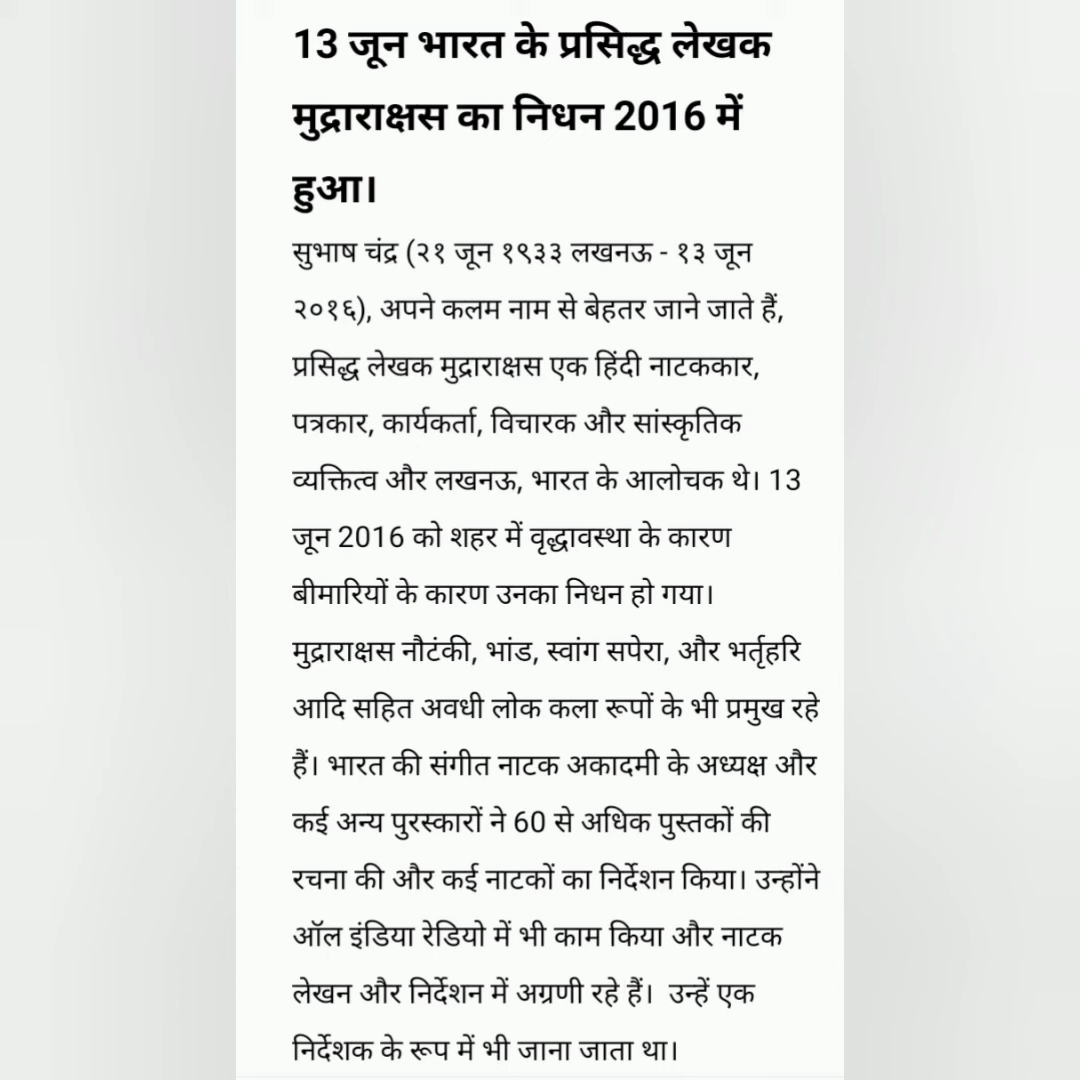 13 जून भारत के प्रसिद्ध लेखक
मुद्राराक्षस का निधन 2016 में
हुआ।
सुभाष चंद्र (२१ जून १९३३ लखनऊ - १३ जून
२०१६), अपने कलम नाम से बेहतर जाने जाते हैं,
प्रसिद्ध लेखक मुद्राराक्षस एक हिंदी नाटककार,
पत्रकार, कार्यकर्ता, विचारक और सांस्कृतिक
व्यक्तित्व और लखनऊ, भारत के आलोचक थे। 13
जून 2016 को शहर में वृद्धावस्था के कारण
बीमारियों के कारण उनका निधन हो गया।
मुद्राराक्षस नौटंकी, भांड, स्वांग सपेरा, और भर्तृहरि
आदि सहित अवधी लोक कला रूपों के भी प्रमुख रहे
हैं। भारत की संगीत नाटक अकादमी के अध्यक्ष और
कई अन्य पुरस्कारों ने 60 से अधिक पुस्तकों की
रचना की और कई नाटकों का निर्देशन किया। उन्होंने
ऑल इंडिया रेडियो में भी काम किया और नाटक
लेखन और निर्देशन में अग्रणी रहे हैं। उन्हें एक
निर्देशक के रूप में भी जाना जाता था।